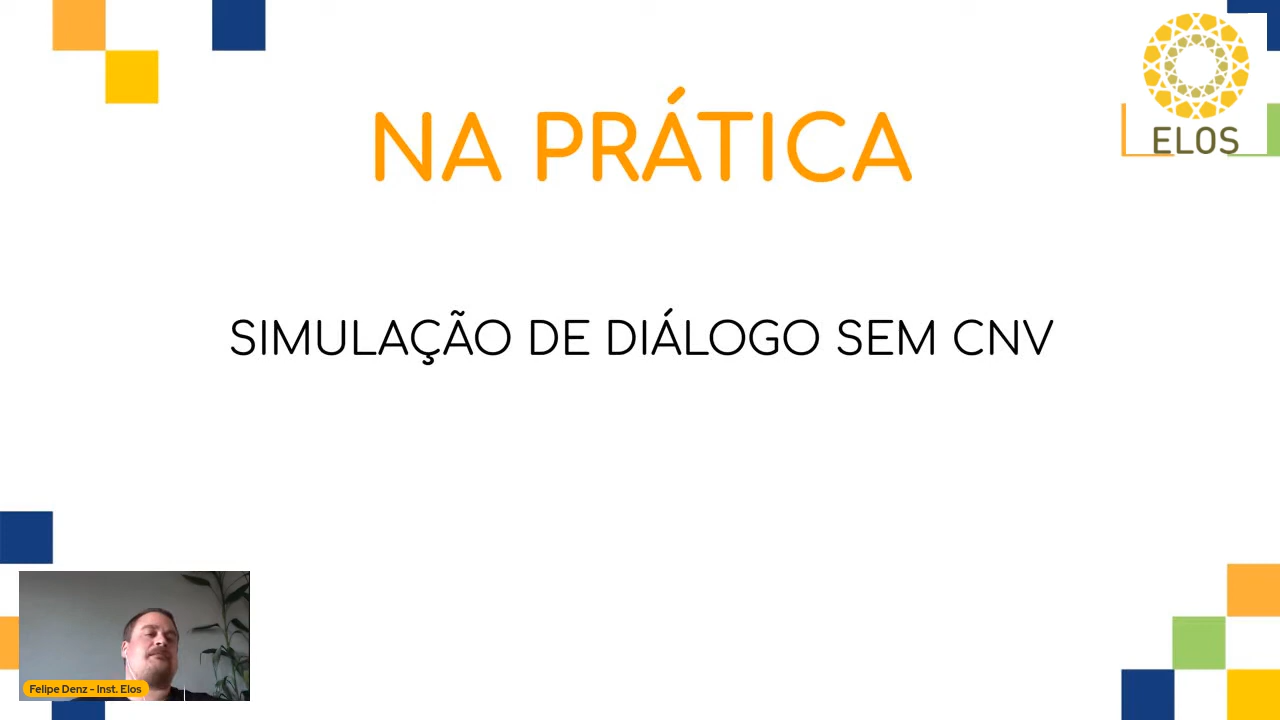 ELOS
NA PRÁTICA
SIMULAÇÃO DE DIÁLOGO SEM CNV
Felipe Denz - Inst. Elos